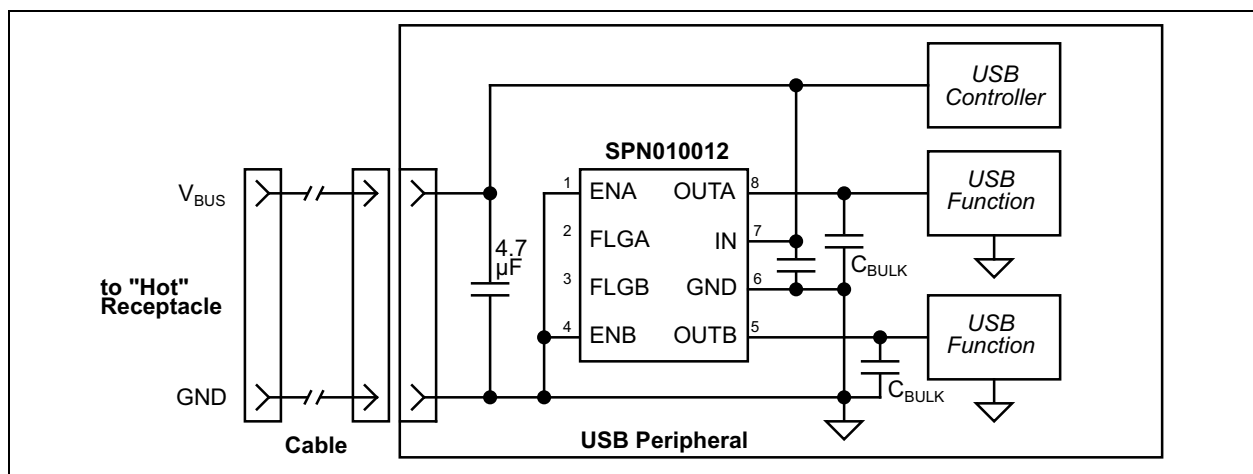 USB
Controller
SPN010012
V_BUS
1
ENA
OUTA
8
USB
Function
2
FLGA
IN
7
4.7
µF
C_BULK
to "Hot"
Receptacle
3
FLGB
GND
6
4
ENB
OUTB
5
USB
Function
GND
C_BULK
Cable
USB Peripheral